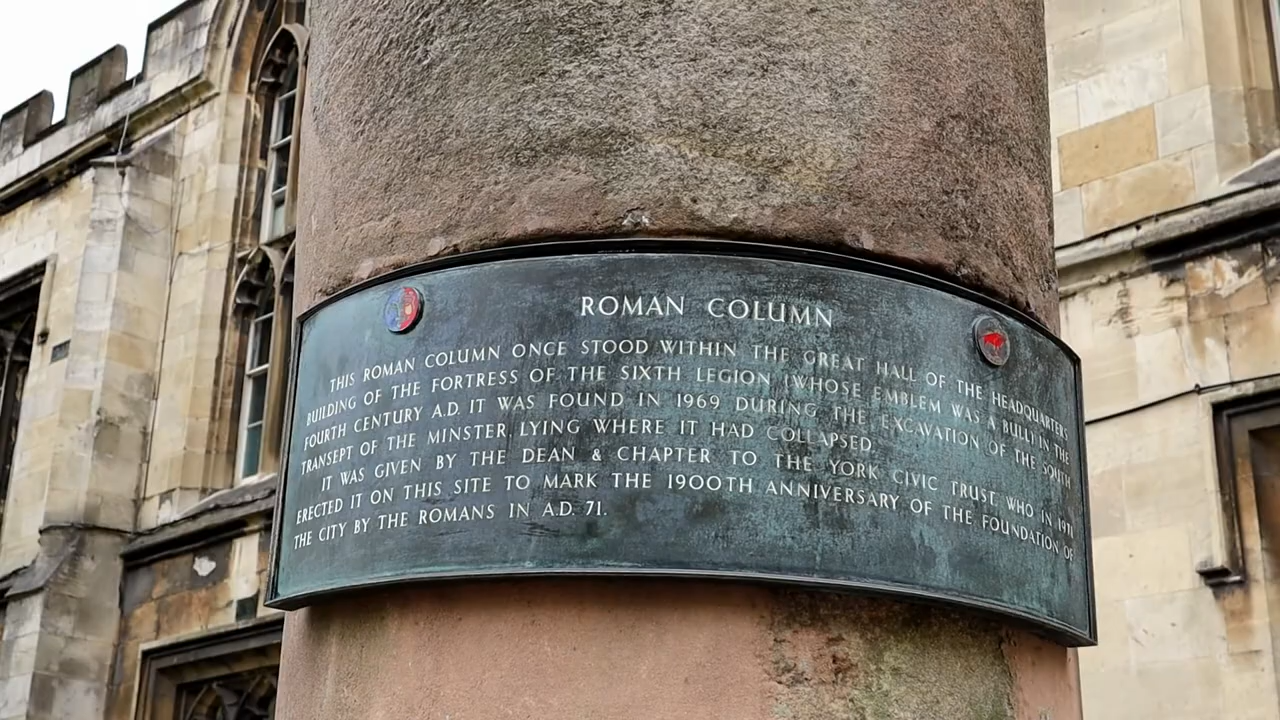 ROMAN COLUMN
THIS ROMAN COLUMN ONCE STOOD WITHIN THE GREAT HALL OF THE HEADQUARTERS
BUILDING OF THE FORTRESS OF THE SIXTH LEGION (WHOSE EMBLEM WAS A BULL) IN THE
FOURTH CENTURY A.D. IT WAS FOUND IN 1969 DURING THE EXCAVATION OF THE SOUTH
TRANSEPT OF THE MINSTER LYING WHERE IT HAD COLLAPSED.
IT WAS GIVEN BY THE DEAN & CHAPTER TO THE YORK CIVIC TRUST, WHO IN 1971
ERECTED IT ON THIS SITE TO MARK THE 1900TH ANNIVERSARY OF THE FOUNDATION OF
THE CITY BY THE ROMANS IN A.D. 71.